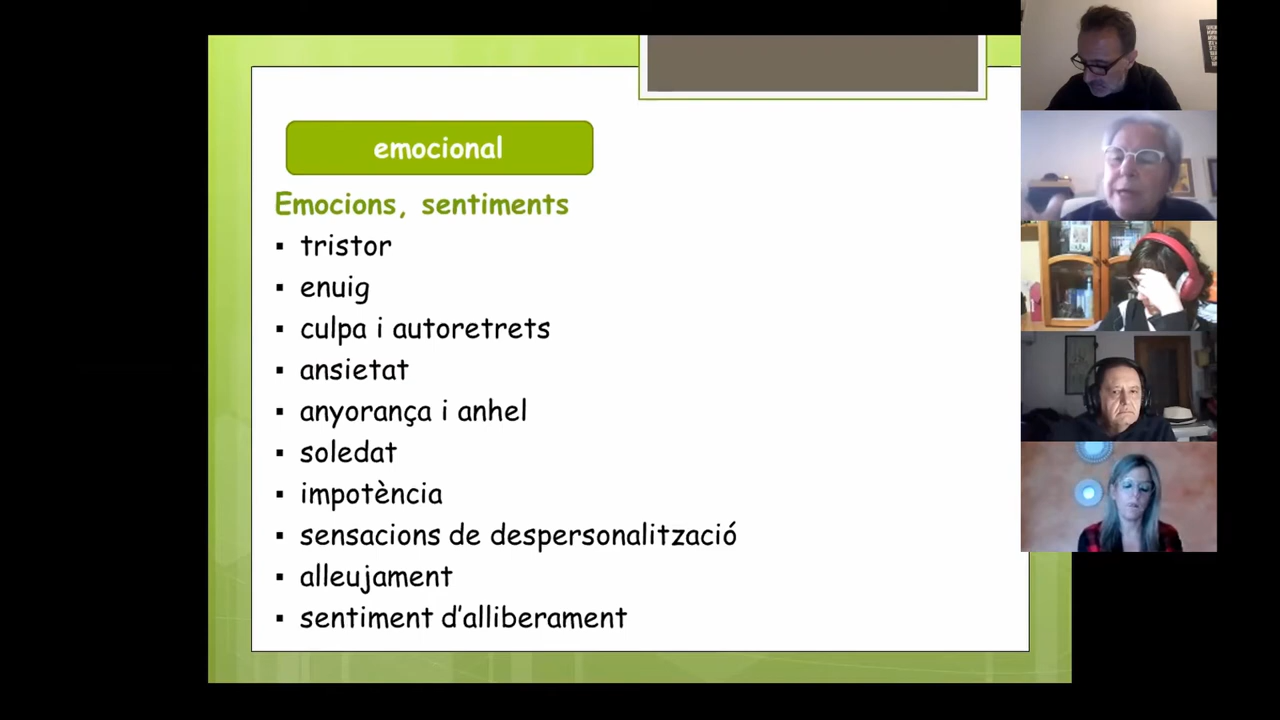 emocional
Emocions, sentiments
▪ tristor
▪ enuig
▪ culpa i autoretrets
▪ ansietat
▪ anyorança i anhel
▪ soledat
▪ impotència
▪ sensacions de despersonalització
▪ alleujament
▪ sentiment d'alliberament